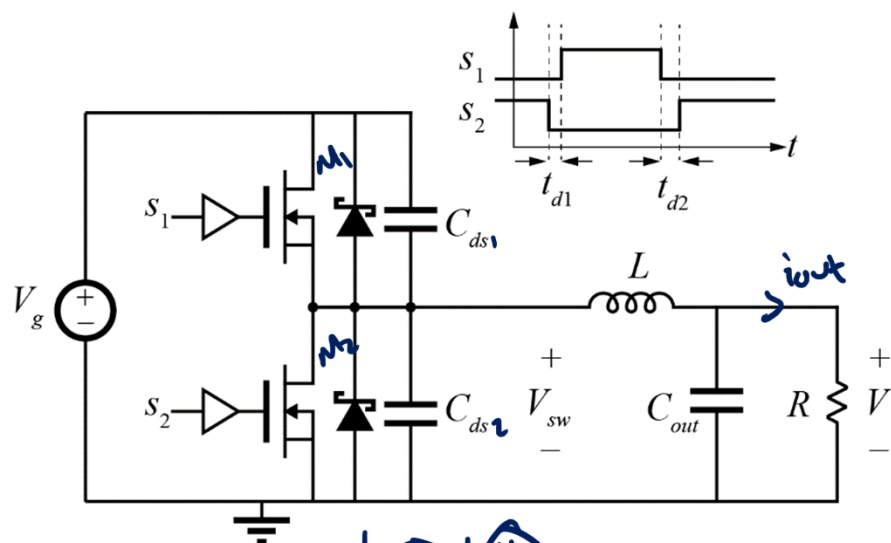 s1
s2
t
td1
td2
M1
s1
Cds1
L
iout
Vg
+
−
M2
s2
Cds2
+
Vsw
−
Cout
R
+
V
−